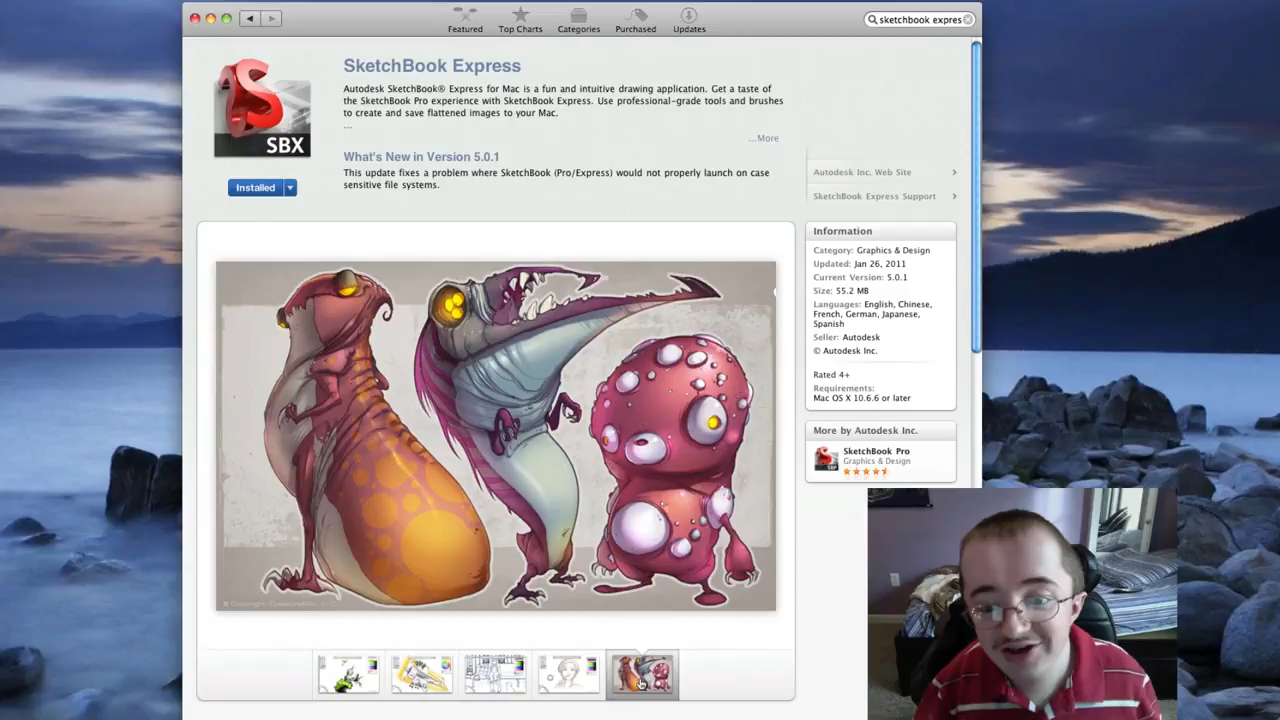 Featured
Top Charts
Categories
Purchased
Updates
sketchbook expres
SketchBook Express
Autodesk SketchBook® Express for Mac is a fun and intuitive drawing application. Get a taste of
the SketchBook Pro experience with SketchBook Express. Use professional-grade tools and brushes
to create and save flattened images to your Mac.
...
...More
SBX
Installed
What's New in Version 5.0.1
This update fixes a problem where SketchBook (Pro/Express) would not properly launch on case
sensitive file systems.
Autodesk Inc. Web Site
SketchBook Express Support
Information
Category: Graphics & Design
Updated: Jan 26, 2011
Current Version: 5.0.1
Size: 55.2 MB
Languages: English, Chinese,
French, German, Japanese,
Spanish
Seller: Autodesk
© Autodesk Inc.
Rated 4+
Requirements:
Mac OS X 10.6.6 or later
More by Autodesk Inc.
SketchBook Pro
Graphics & Design